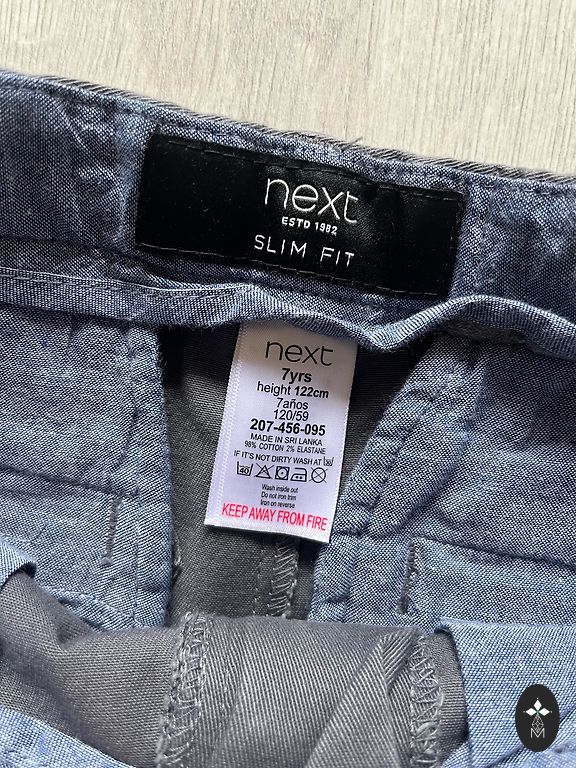 next
ESTD 1982
SLIM FIT
next
7yrs
height 122cm
7años
120/59
207-456-095
MADE IN SRI LANKA
98% COTTON 2% ELASTANE
IF IT'S NOT DIRTY WASH AT 30
40
Wash inside out
Do not iron trim
Iron on reverse
KEEP AWAY FROM FIRE
M